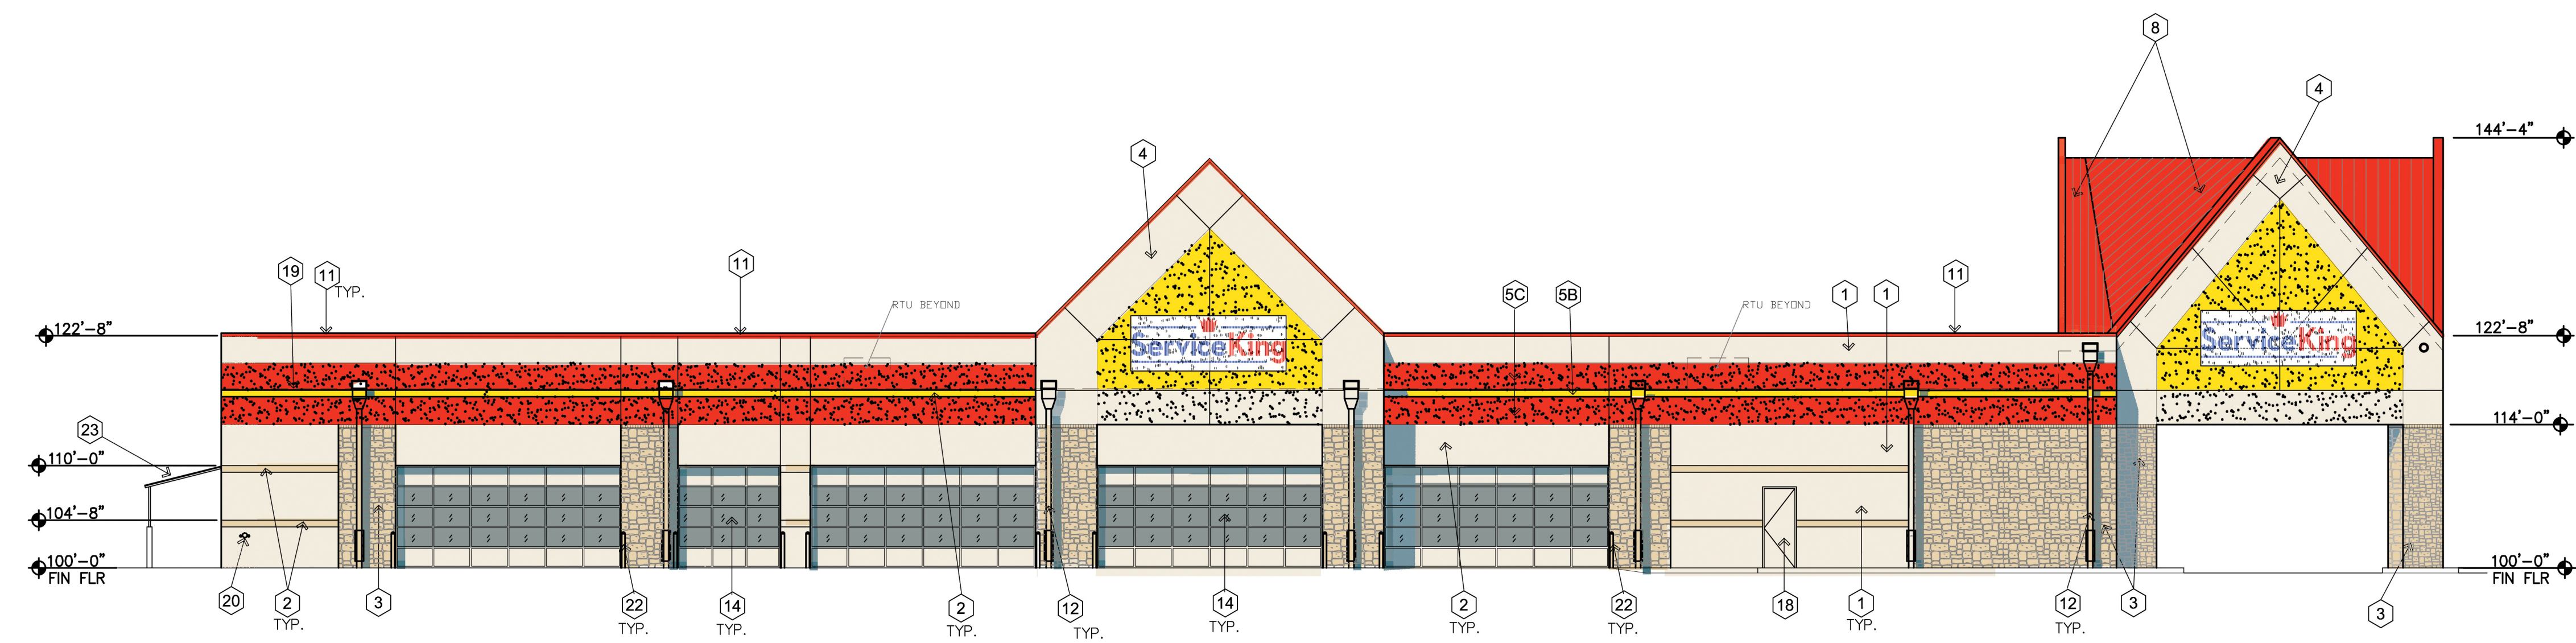 8
4
144'-4"
4
19
11
TYP.
11
5C
5B
1
1
11
RTU BEYOND
RTU BEYOND
122'-8"
122'-8"
ServiceKing
ServiceKing
23
114'-0"
110'-0"
104'-8"
100'-0"
FIN FLR
100'-0"
FIN FLR
20
2
TYP.
3
22
TYP.
14
TYP.
2
TYP.
12
TYP.
14
TYP.
2
TYP.
22
TYP.
18
1
TYP.
12
TYP.
3
3